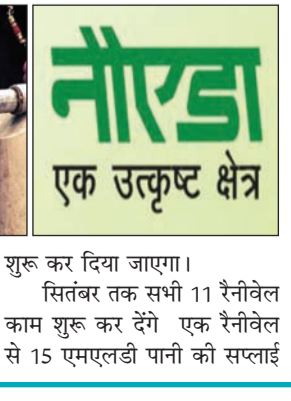 नौएडा
एक उत्कृष्ट क्षेत्र
शुरू कर दिया जाएगा।
सितंबर तक सभी 11 रैनीवेल
काम शुरू कर देंगे एक रैनीवेल
से 15 एमएलडी पानी की सप्लाई